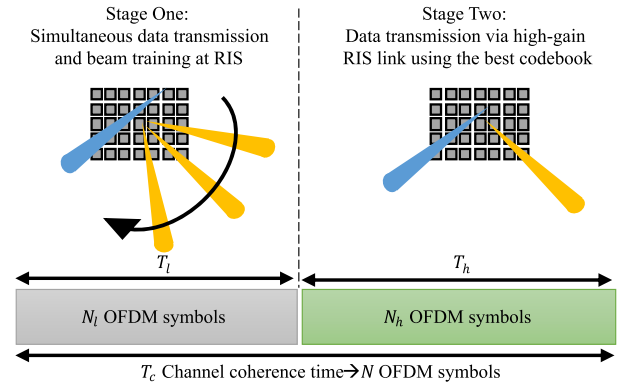 Stage One:
Simultaneous data transmission
and beam training at RIS
Stage Two:
Data transmission via high-gain
RIS link using the best codebook
T_l
T_h
N_l OFDM symbols
N_h OFDM symbols
T_c Channel coherence time→N OFDM symbols